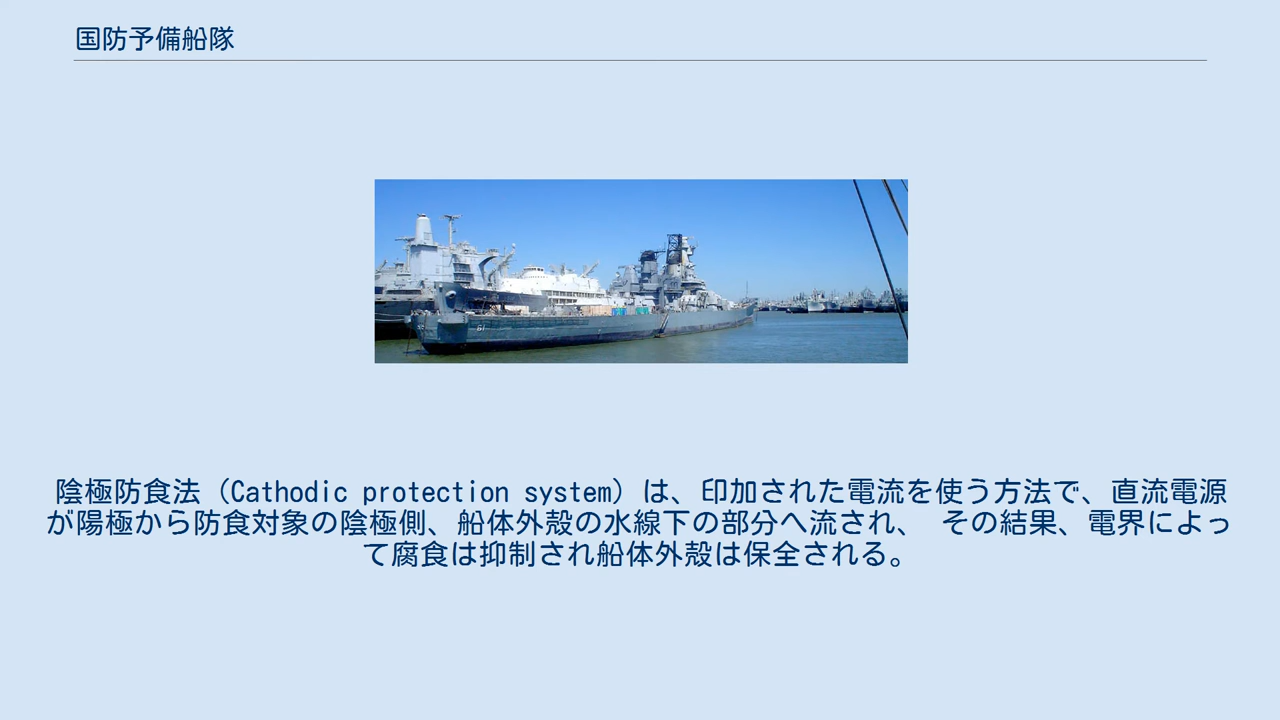 国防予備船隊
61
陰極防食法（Cathodic protection system）は、印加された電流を使う方法で、直流電源
が陽極から防食対象の陰極側、船体外殻の水線下の部分へ流され、 その結果、電界によっ
て腐食は抑制され船体外殻は保全される。